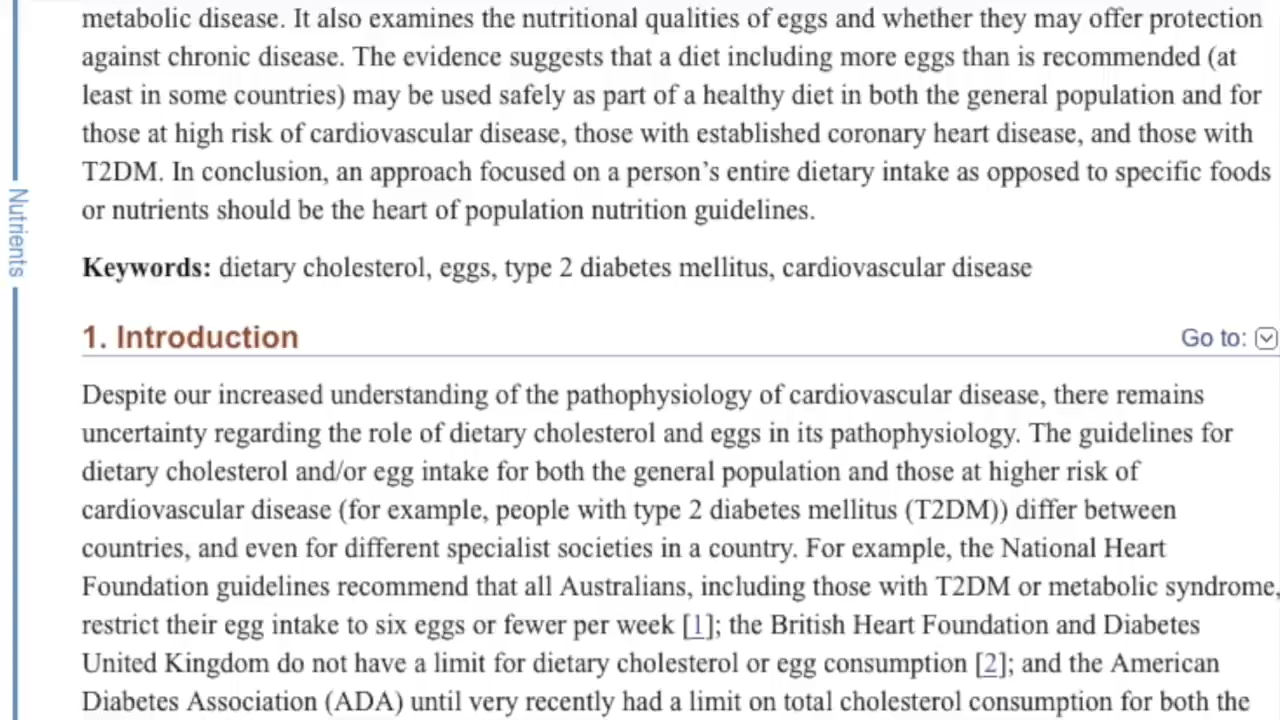 metabolic disease. It also examines the nutritional qualities of eggs and whether they may offer protection
against chronic disease. The evidence suggests that a diet including more eggs than is recommended (at
least in some countries) may be used safely as part of a healthy diet in both the general population and for
those at high risk of cardiovascular disease, those with established coronary heart disease, and those with
T2DM. In conclusion, an approach focused on a person’s entire dietary intake as opposed to specific foods
or nutrients should be the heart of population nutrition guidelines.
Nutrients
Keywords: dietary cholesterol, eggs, type 2 diabetes mellitus, cardiovascular disease
1. Introduction
Go to:
Despite our increased understanding of the pathophysiology of cardiovascular disease, there remains
uncertainty regarding the role of dietary cholesterol and eggs in its pathophysiology. The guidelines for
dietary cholesterol and/or egg intake for both the general population and those at higher risk of
cardiovascular disease (for example, people with type 2 diabetes mellitus (T2DM)) differ between
countries, and even for different specialist societies in a country. For example, the National Heart
Foundation guidelines recommend that all Australians, including those with T2DM or metabolic syndrome,
restrict their egg intake to six eggs or fewer per week [1]; the British Heart Foundation and Diabetes
United Kingdom do not have a limit for dietary cholesterol or egg consumption [2]; and the American
Diabetes Association (ADA) until very recently had a limit on total cholesterol consumption for both the